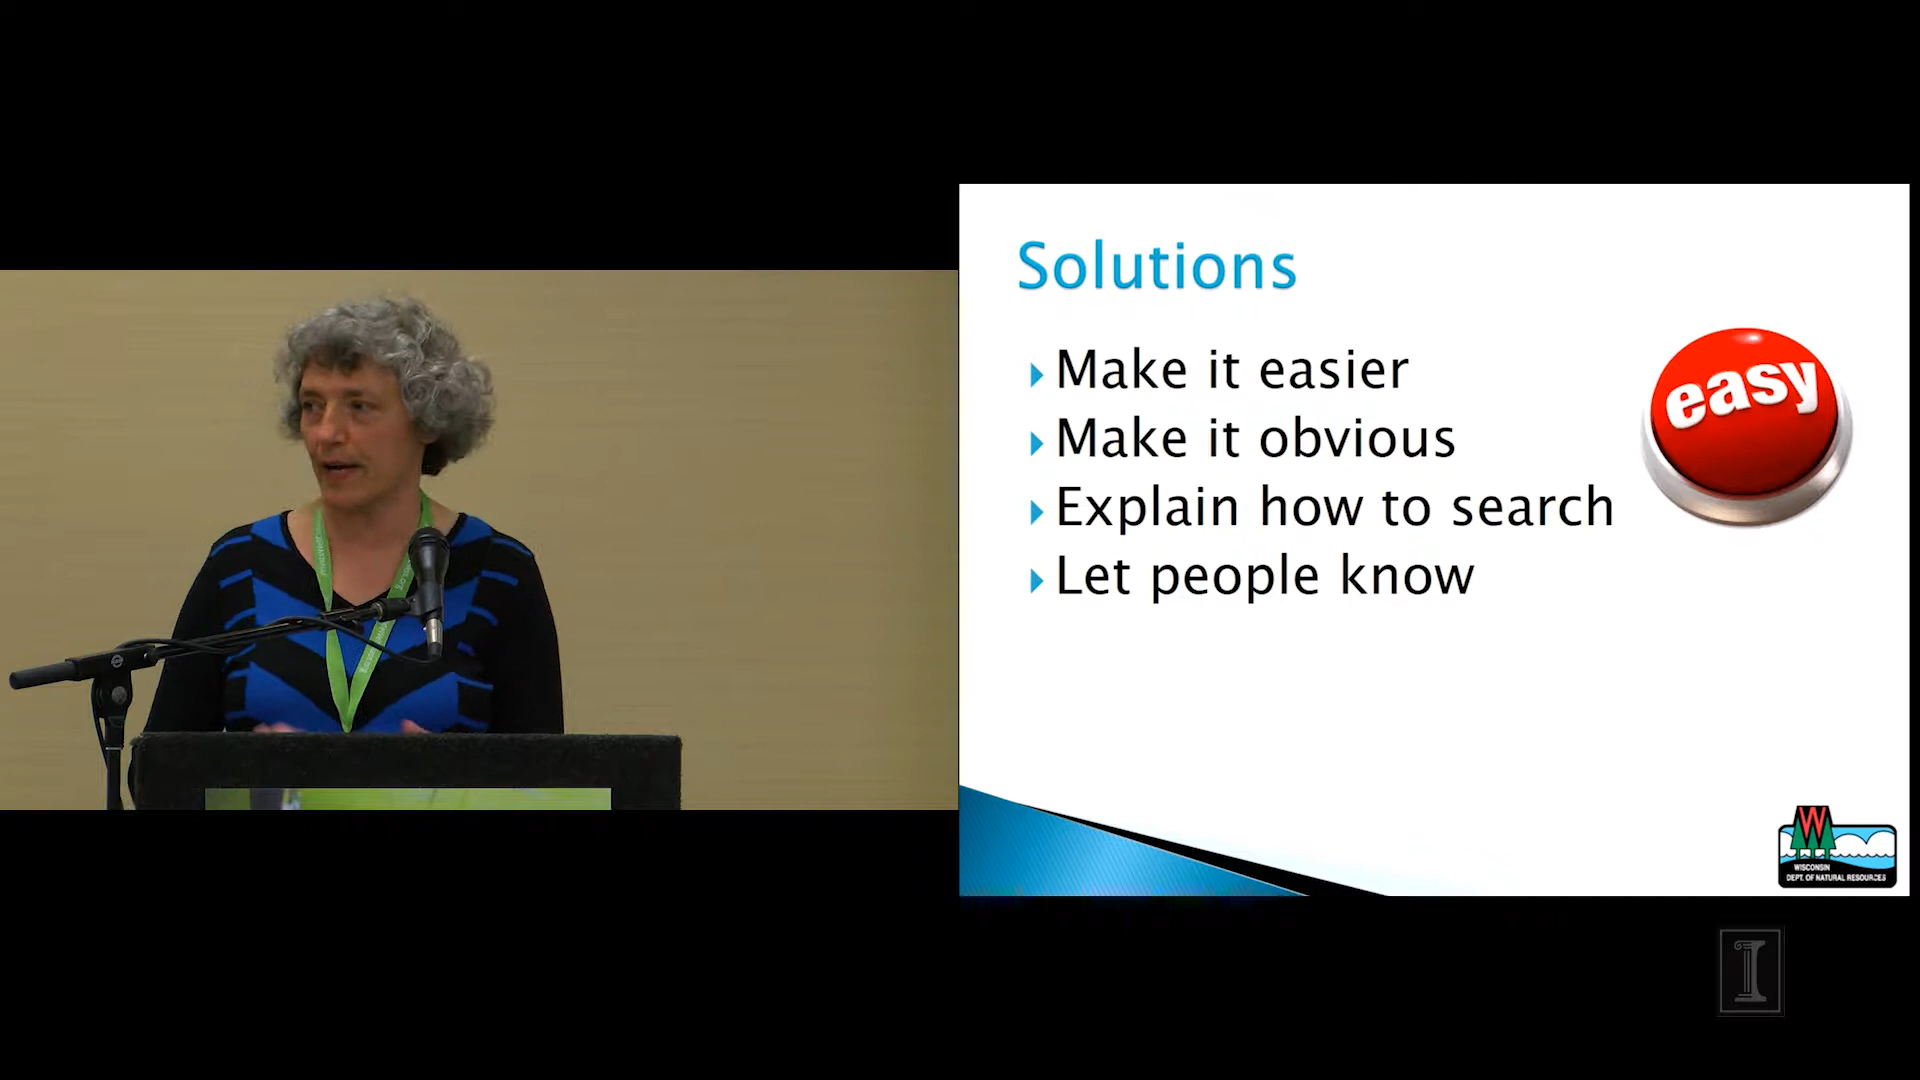 Solutions
Make it easier
Make it obvious
Explain how to search
Let people know
easy
W
WISCONSIN
DEPT. OF NATURAL RESOURCES
I